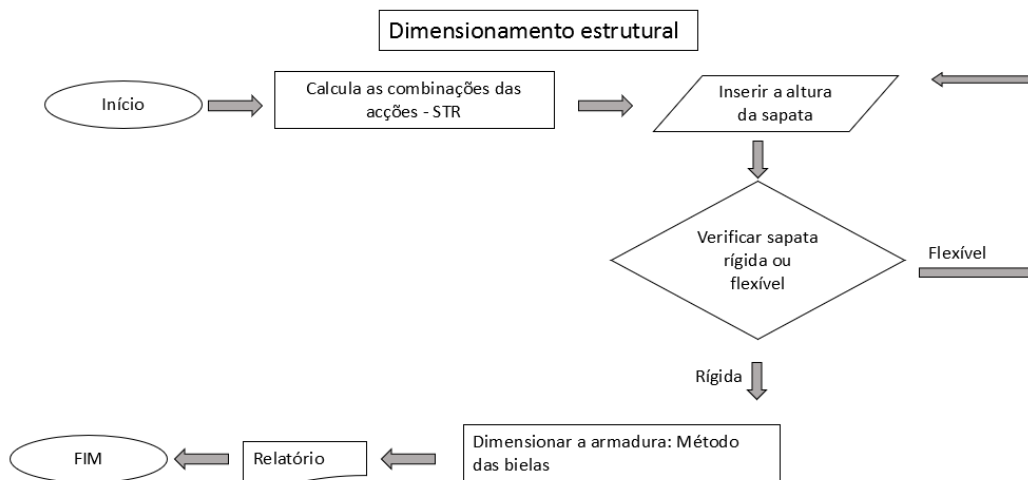 Dimensionamento estrutural
Início
Calcula as combinações das
acções - STR
Inserir a altura
da sapata
Verificar sapata
rígida ou
flexível
Flexível
Rígida
Dimensionar a armadura: Método
das bielas
Relatório
FIM